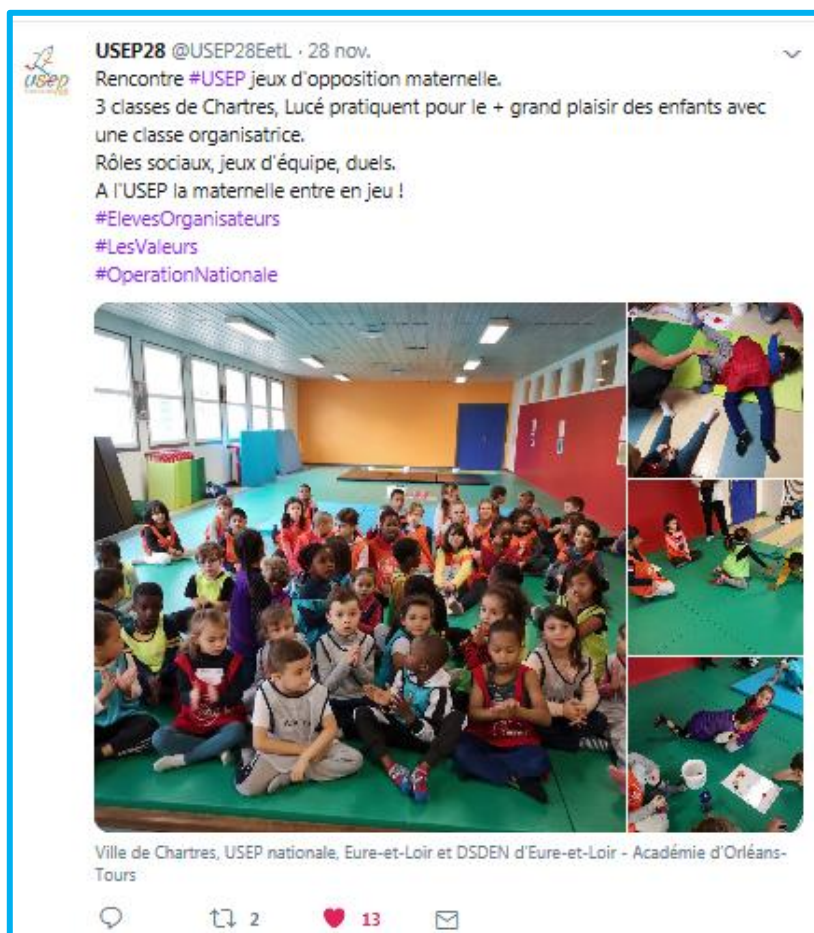 usep
USEP28 @USEP28EetL · 28 nov.
Rencontre #USEP jeux d'opposition maternelle.
3 classes de Chartres, Lucé pratiquent pour le + grand plaisir des enfants avec
une classe organisatrice.
Rôles sociaux, jeux d'équipe, duels.
A l'USEP la maternelle entre en jeu !
#ElevesOrganisateurs
#LesValeurs
#OperationNationale
Ville de Chartres, USEP nationale, Eure-et-Loir et DSDEN d'Eure-et-Loir - Académie d'Orléans-
Tours
2
13